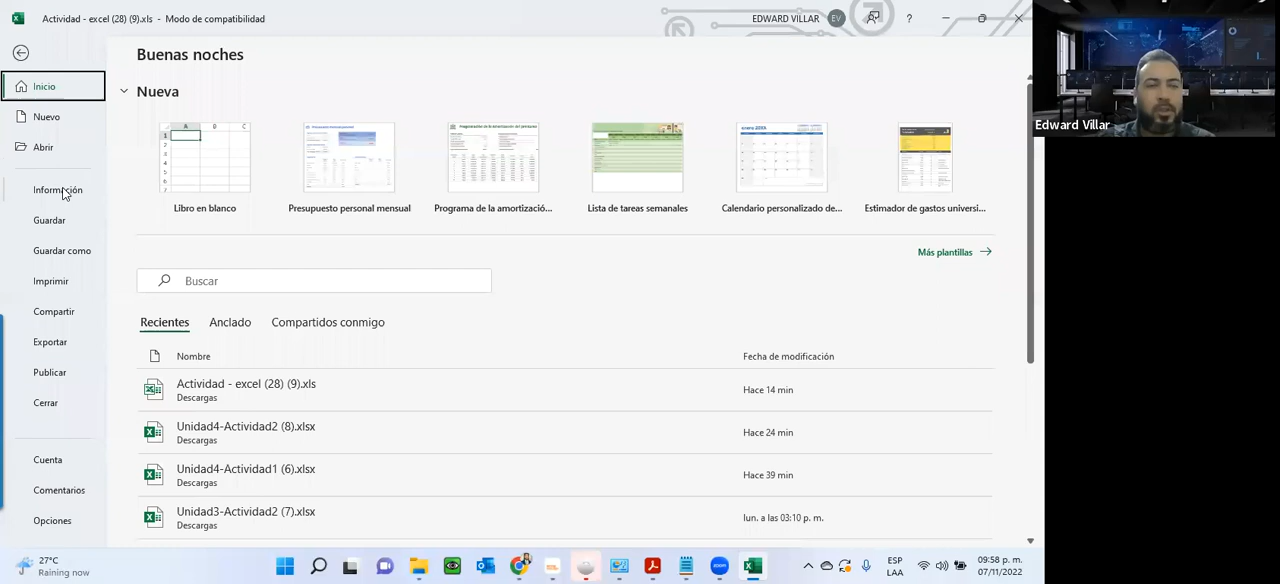 Actividad - excel (28) (9).xls - Modo de compatibilidad
EDWARD VILLAR
EV
?
Inicio
Nuevo
Abrir
Información
Guardar
Guardar como
Imprimir
Compartir
Exportar
Publicar
Cerrar
Cuenta
Comentarios
Opciones
Buenas noches
Nueva
Libro en blanco
Presupuesto personal mensual
Programa de la amortizació...
Lista de tareas semanales
Calendario personalizado de...
Estimador de gastos universi...
Más plantillas
Buscar
Recientes Anclado Compartidos conmigo
Nombre Fecha de modificación
Actividad - excel (28) (9).xls
Descargas
Hace 14 min
Unidad4-Actividad2 (8).xlsx
Descargas
Hace 24 min
Unidad4-Actividad1 (6).xlsx
Descargas
Hace 39 min
Unidad3-Actividad2 (7).xlsx
Descargas
lun. a las 03:10 p. m.
Edward Villar
27°C
Raining now
zoom
ESP
LAA
09:58 p. m.
07/11/2022